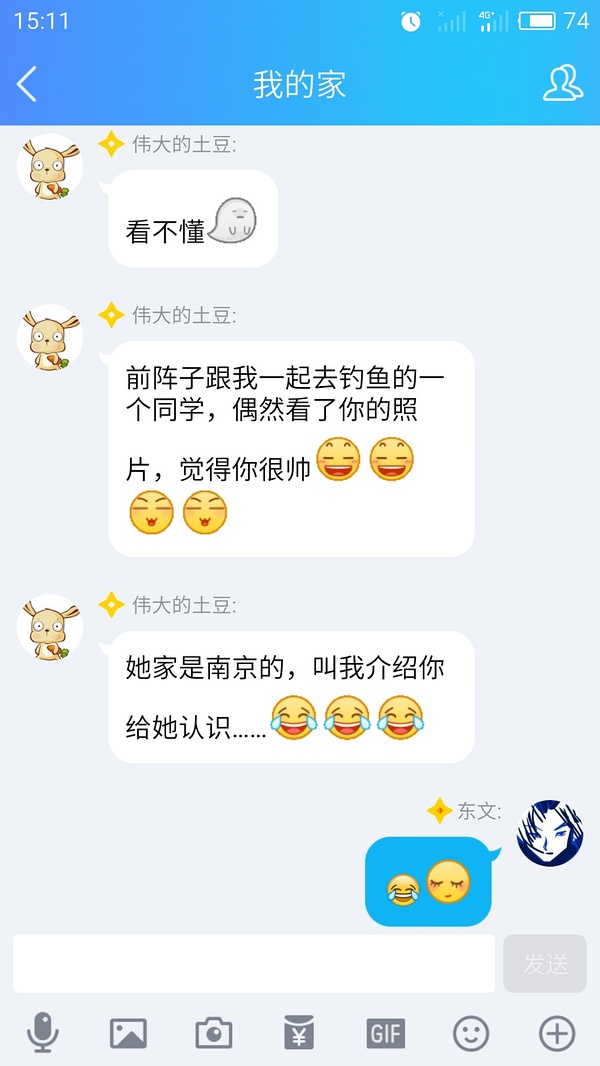 15:11
4G+
74
我的家
伟大的土豆:
看不懂
伟大的土豆:
前阵子跟我一起去钓鱼的一
个同学，偶然看了你的照
片，觉得你很帅
伟大的土豆:
她家是南京的，叫我介绍你
给她认识......
东文:
发送
¥
GIF